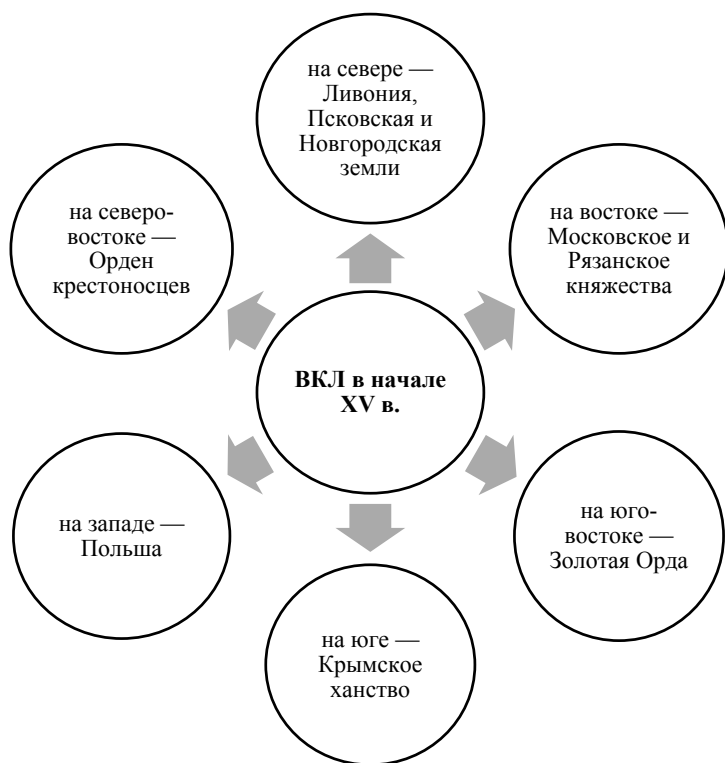 на севере —
Ливония,
Псковская и
Новгородская
земли
на северо-
востоке —
Орден
крестоносцев
на востоке —
Московское и
Рязанское
княжества
ВКЛ в начале
XV в.
на западе —
Польша
на юго-
востоке —
Золотая Орда
на юге —
Крымское
ханство